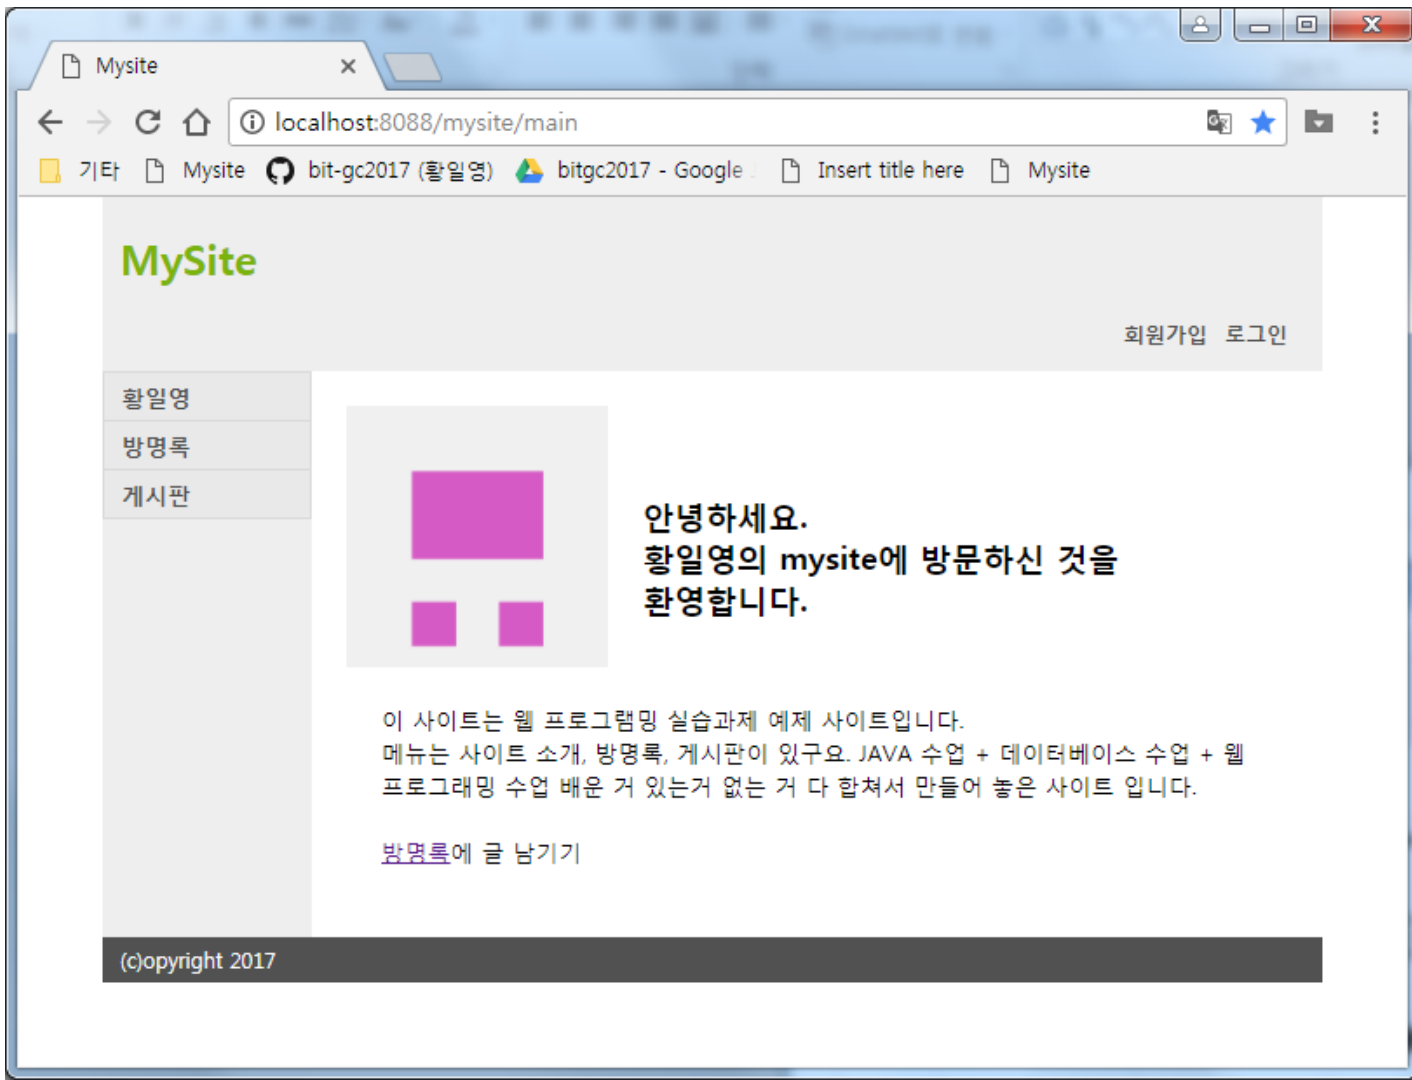 Mysite
localhost:8088/mysite/main
기타 Mysite bit-gc2017 (황일영) bitgc2017 - Google Insert title here Mysite
MySite
회원가입 로그인
황일영
방명록
게시판
안녕하세요.
황일영의 mysite에 방문하신 것을
환영합니다.
이 사이트는 웹 프로그램밍 실습과제 예제 사이트입니다.
메뉴는 사이트 소개, 방명록, 게시판이 있구요. JAVA 수업 + 데이터베이스 수업 + 웹
프로그래밍 수업 배운 거 있는거 없는 거 다 합쳐서 만들어 놓은 사이트 입니다.
방명록에 글 남기기
(c)opyright 2017